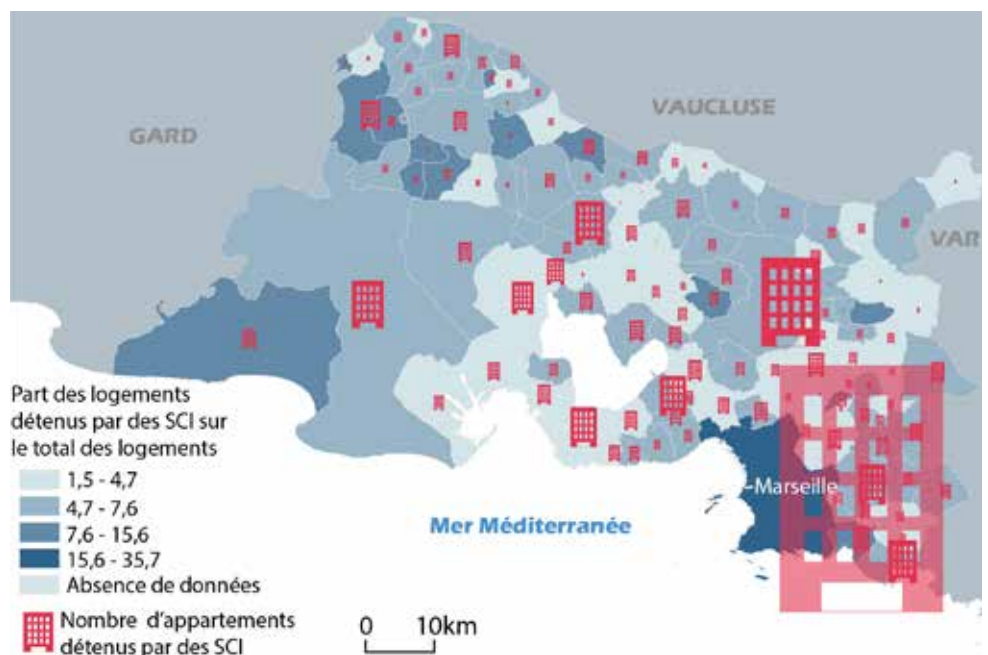 GARD
VAUCLUSE
VAR
Part des logements
détenus par des SCI sur
le total des logements
1,5 - 4,7
4,7 - 7,6
7,6 - 15,6
15,6 - 35,7
Absence de données
Nombre d'appartements
détenus par des SCI
Marseille
Mer Méditerranée
0 10km